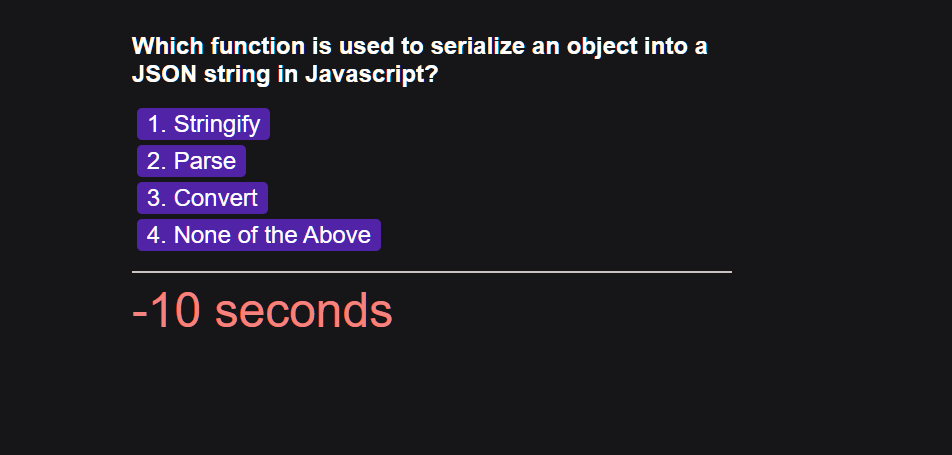 Which function is used to serialize an object into a
JSON string in Javascript?
1. Stringify
2. Parse
3. Convert
4. None of the Above
-10 seconds